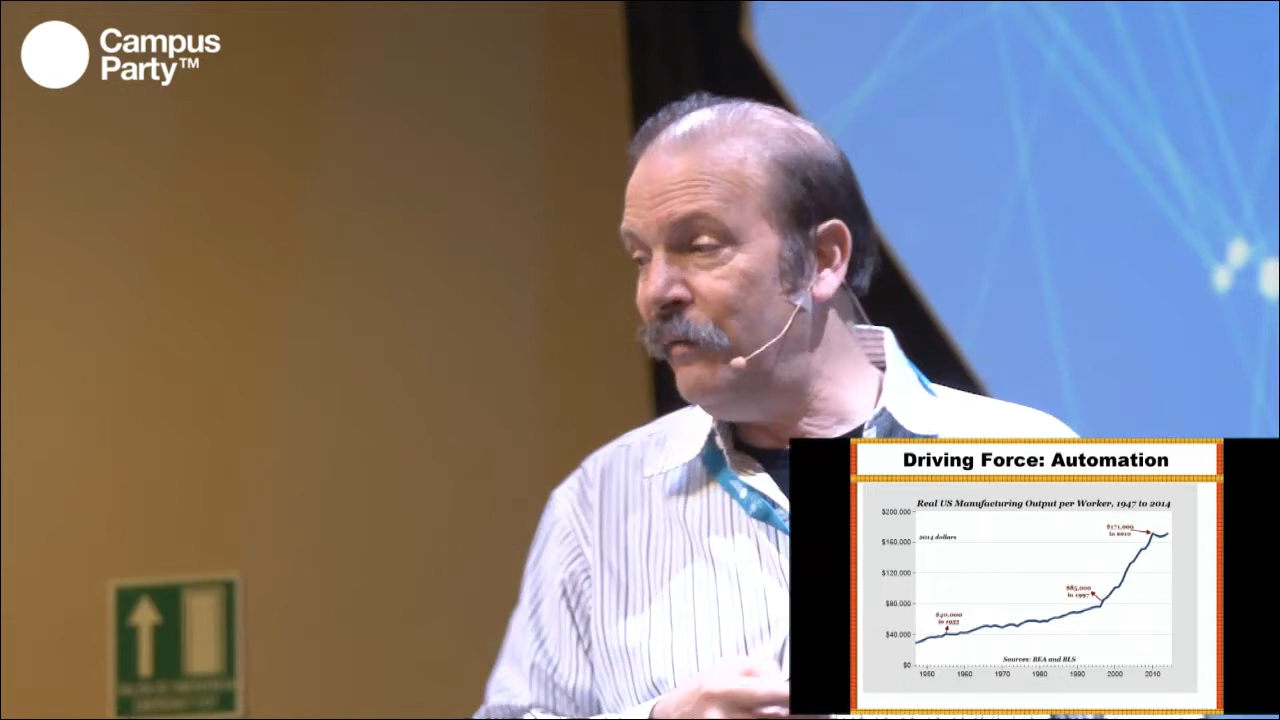 Campus
Party™
Driving Force: Automation
Real US Manufacturing Output per Worker, 1947 to 2014
$200,000
2014 dollars
$171,000
in 2010
$160,000
$120,000
$85,000
in 1997
$80,000
$40,000
in 1955
$40,000
Sources: BEA and BLS
$0
1950
1960
1970
1980
1990
2000
2010